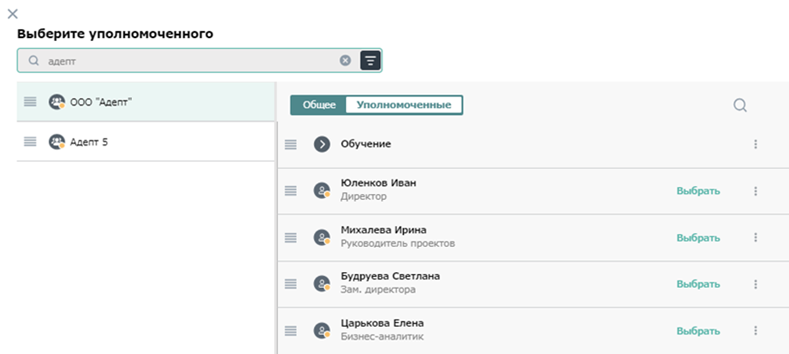 Выберите уполномоченного
адепт
ООО "Адепт"
Адепт 5
Общее Уполномоченные
Обучение
Юленков Иван
Директор
Выбрать
Михалева Ирина
Руководитель проектов
Выбрать
Будруева Светлана
Зам. директора
Выбрать
Царькова Елена
Бизнес-аналитик
Выбрать